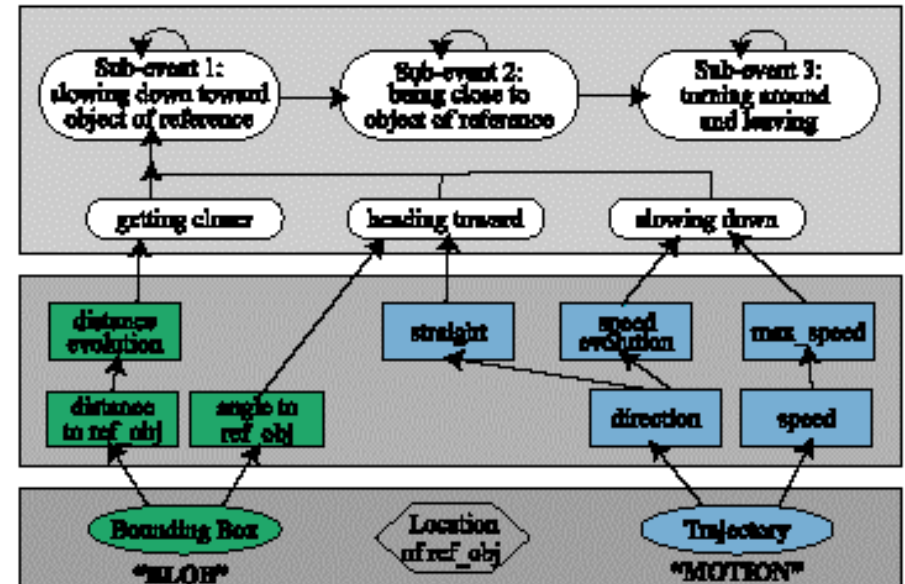 Sub-event 1:
slowing down toward
object of reference
Sub-event 2:
being close to
object of reference
Sub-event 3:
turning around
and leaving
getting closer
heading toward
slowing down
distance
evolution
straight
speed
evolution
max_speed
distance
to ref_obj
angle to
ref_obj
direction
speed
Bounding Box
Location
of ref_obj
Trajectory
"BLOB"
"MOTION"